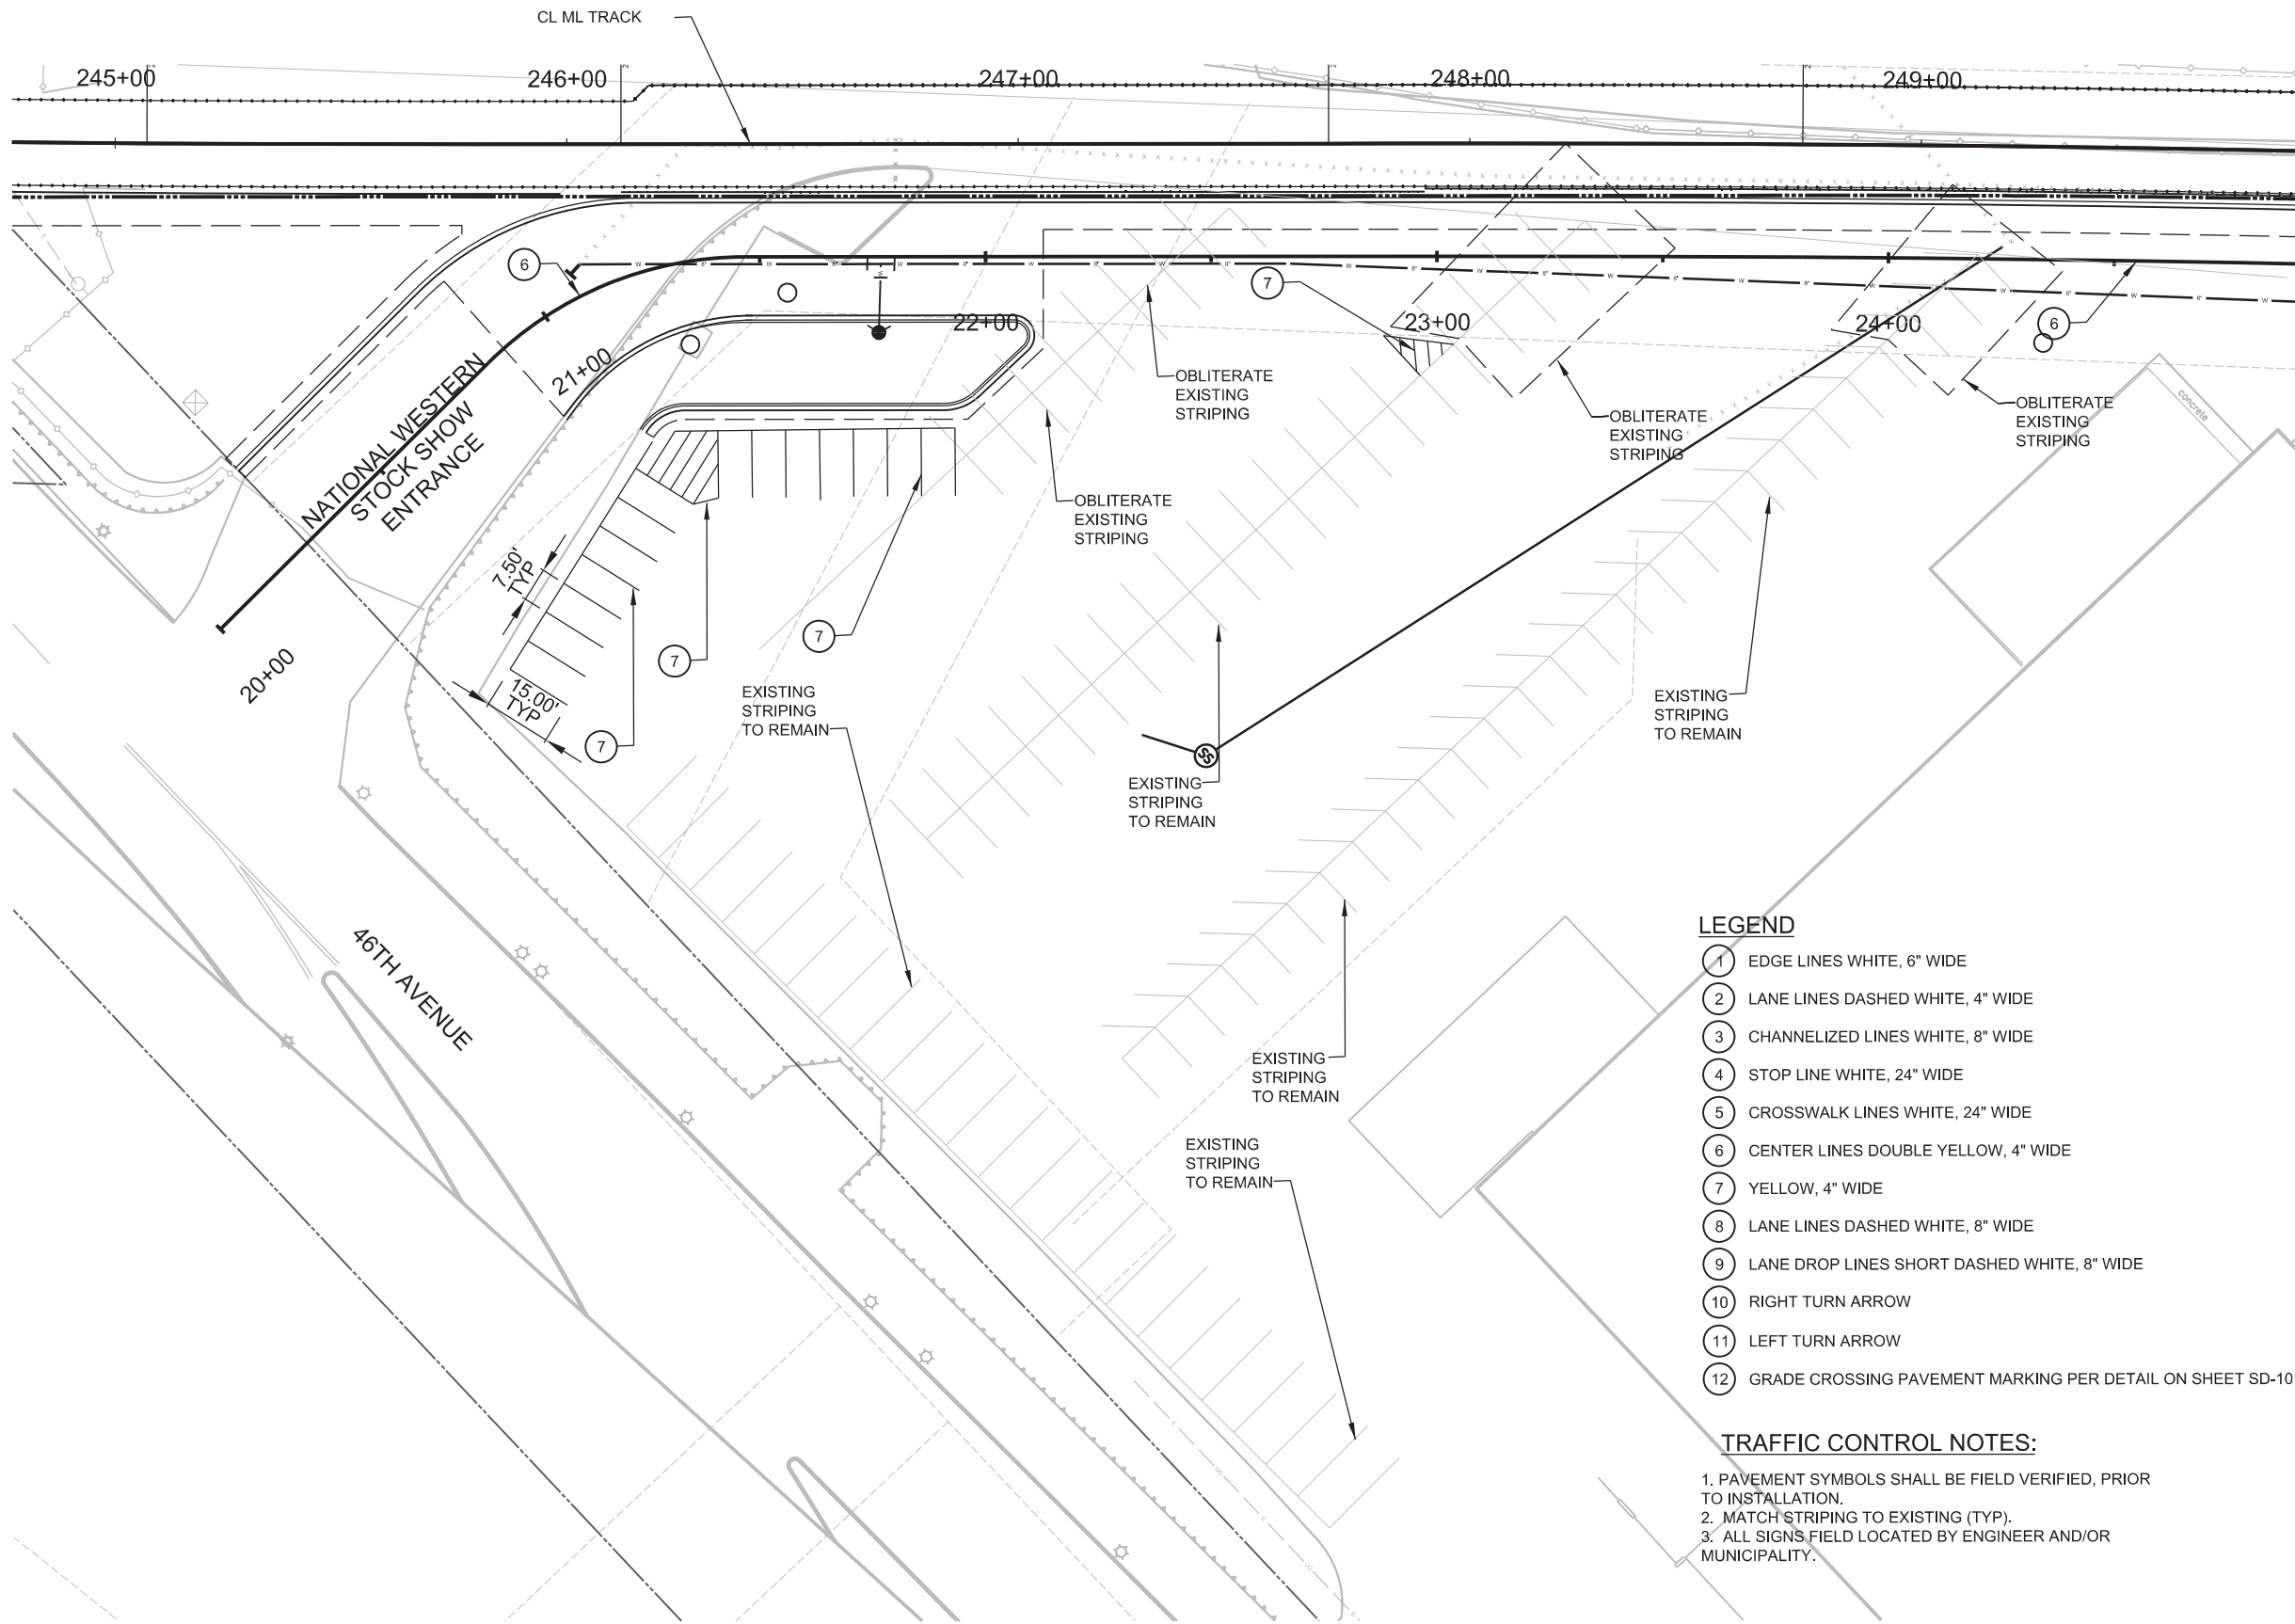 CL ML TRACK
245+00
246+00
247+00
248+00
249+00
6
7
22+00
23+00
24+00
6
21+00
NATIONAL WESTERN
STOCK SHOW
ENTRANCE
20+00
OBLITERATE
EXISTING
STRIPING
OBLITERATE
EXISTING
STRIPING
OBLITERATE
EXISTING
STRIPING
OBLITERATE
EXISTING
STRIPING
concrete
7.50'
TYP
15.00'
TYP
7
7
7
EXISTING
STRIPING
TO REMAIN
SS
EXISTING
STRIPING
TO REMAIN
EXISTING
STRIPING
TO REMAIN
46TH AVENUE
EXISTING
STRIPING
TO REMAIN
EXISTING
STRIPING
TO REMAIN
LEGEND
1 EDGE LINES WHITE, 6" WIDE
2 LANE LINES DASHED WHITE, 4" WIDE
3 CHANNELIZED LINES WHITE, 8" WIDE
4 STOP LINE WHITE, 24" WIDE
5 CROSSWALK LINES WHITE, 24" WIDE
6 CENTER LINES DOUBLE YELLOW, 4" WIDE
7 YELLOW, 4" WIDE
8 LANE LINES DASHED WHITE, 8" WIDE
9 LANE DROP LINES SHORT DASHED WHITE, 8" WIDE
10 RIGHT TURN ARROW
11 LEFT TURN ARROW
12 GRADE CROSSING PAVEMENT MARKING PER DETAIL ON SHEET SD-10
TRAFFIC CONTROL NOTES:
1. PAVEMENT SYMBOLS SHALL BE FIELD VERIFIED, PRIOR
TO INSTALLATION.
2. MATCH STRIPING TO EXISTING (TYP).
3. ALL SIGNS FIELD LOCATED BY ENGINEER AND/OR
MUNICIPALITY.